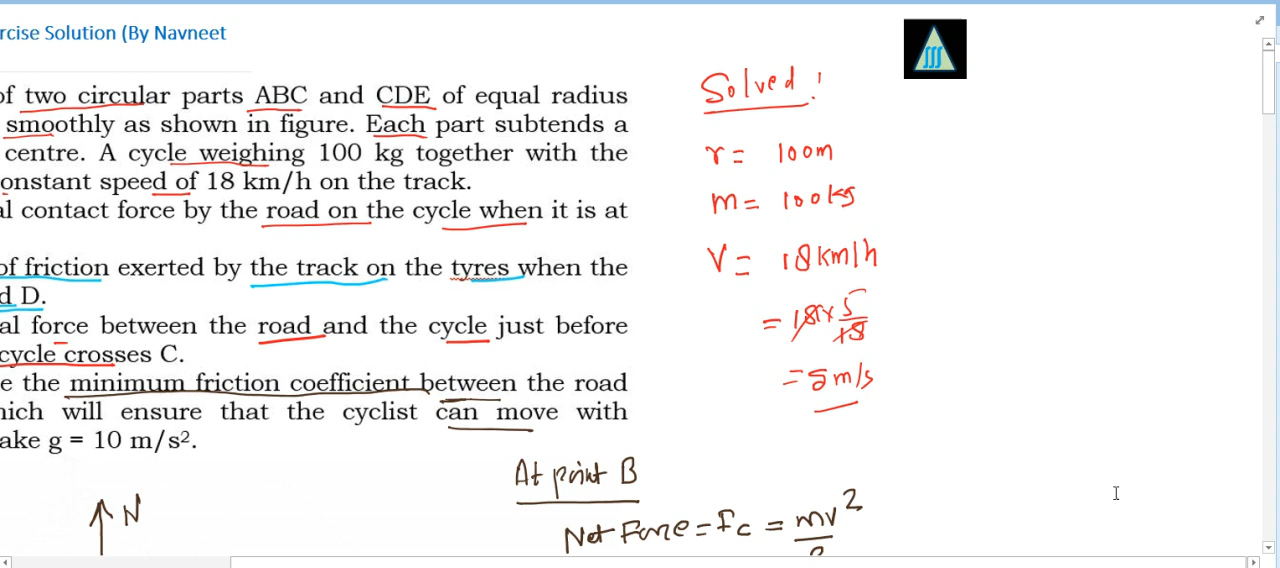 rcise Solution (By Navneet
of two circular parts ABC and CDE of equal radius
smoothly as shown in figure. Each part subtends a
centre. A cycle weighing 100 kg together with the
onstant speed of 18 km/h on the track.
al contact force by the road on the cycle when it is at
of friction exerted by the track on the tyres when the
d D.
al force between the road and the cycle just before
cycle crosses C.
e the minimum friction coefficient between the road
hich will ensure that the cyclist can move with
ake g = 10 m/s².
Solved!
r = 100m
m = 100kg
V = 18km/h
= 18 x 5/18
= 5 m/s
At point B
N
Net Force = Fc = mv²